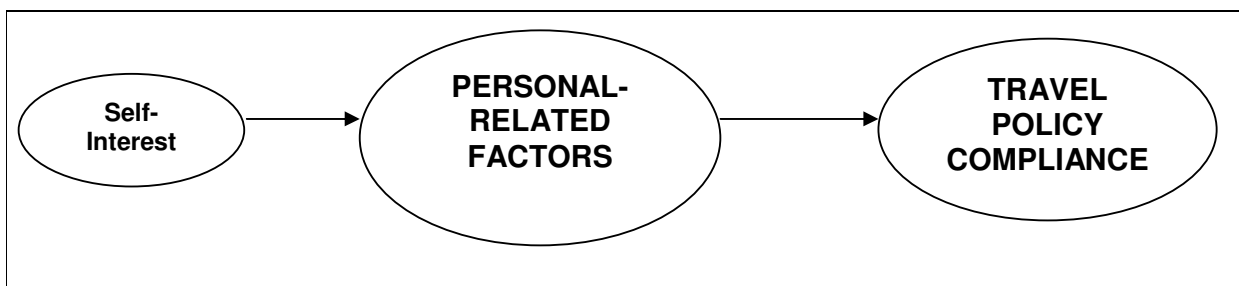 Self-
Interest
PERSONAL-
RELATED
FACTORS
TRAVEL
POLICY
COMPLIANCE